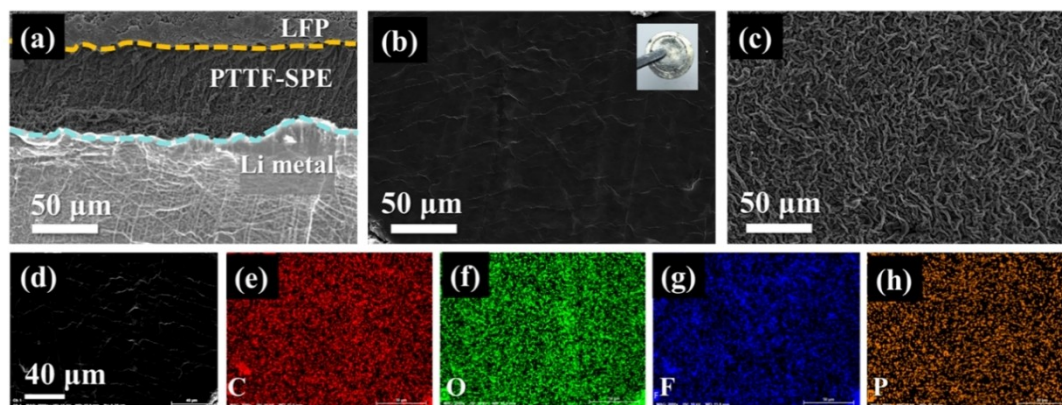 (a)
LFP
PTTF-SPE
Li metal
50 μm
(b)
50 μm
(c)
50 μm
(d)
40 μm
(e)
C
(f)
O
(g)
F
(h)
P